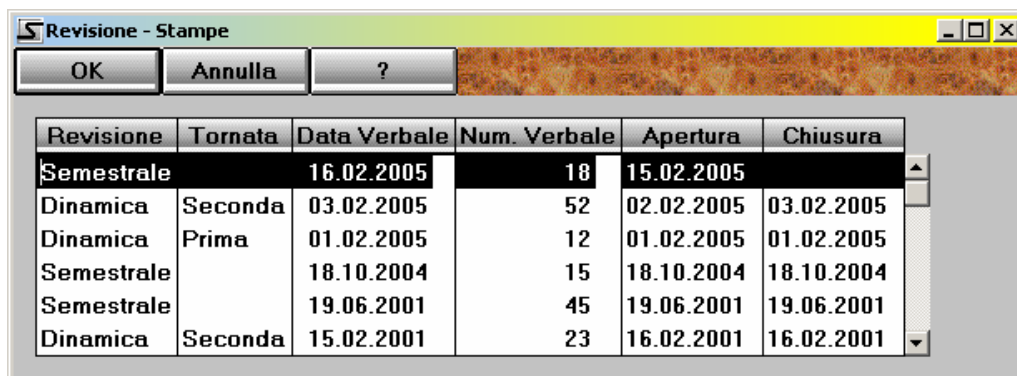 Revisione - Stampe
OK Annulla ?
Revisione Tornata Data Verbale Num. Verbale Apertura Chiusura
Semestrale 16.02.2005 18 15.02.2005
Dinamica Seconda 03.02.2005 52 02.02.2005 03.02.2005
Dinamica Prima 01.02.2005 12 01.02.2005 01.02.2005
Semestrale 18.10.2004 15 18.10.2004 18.10.2004
Semestrale 19.06.2001 45 19.06.2001 19.06.2001
Dinamica Seconda 15.02.2001 23 16.02.2001 16.02.2001